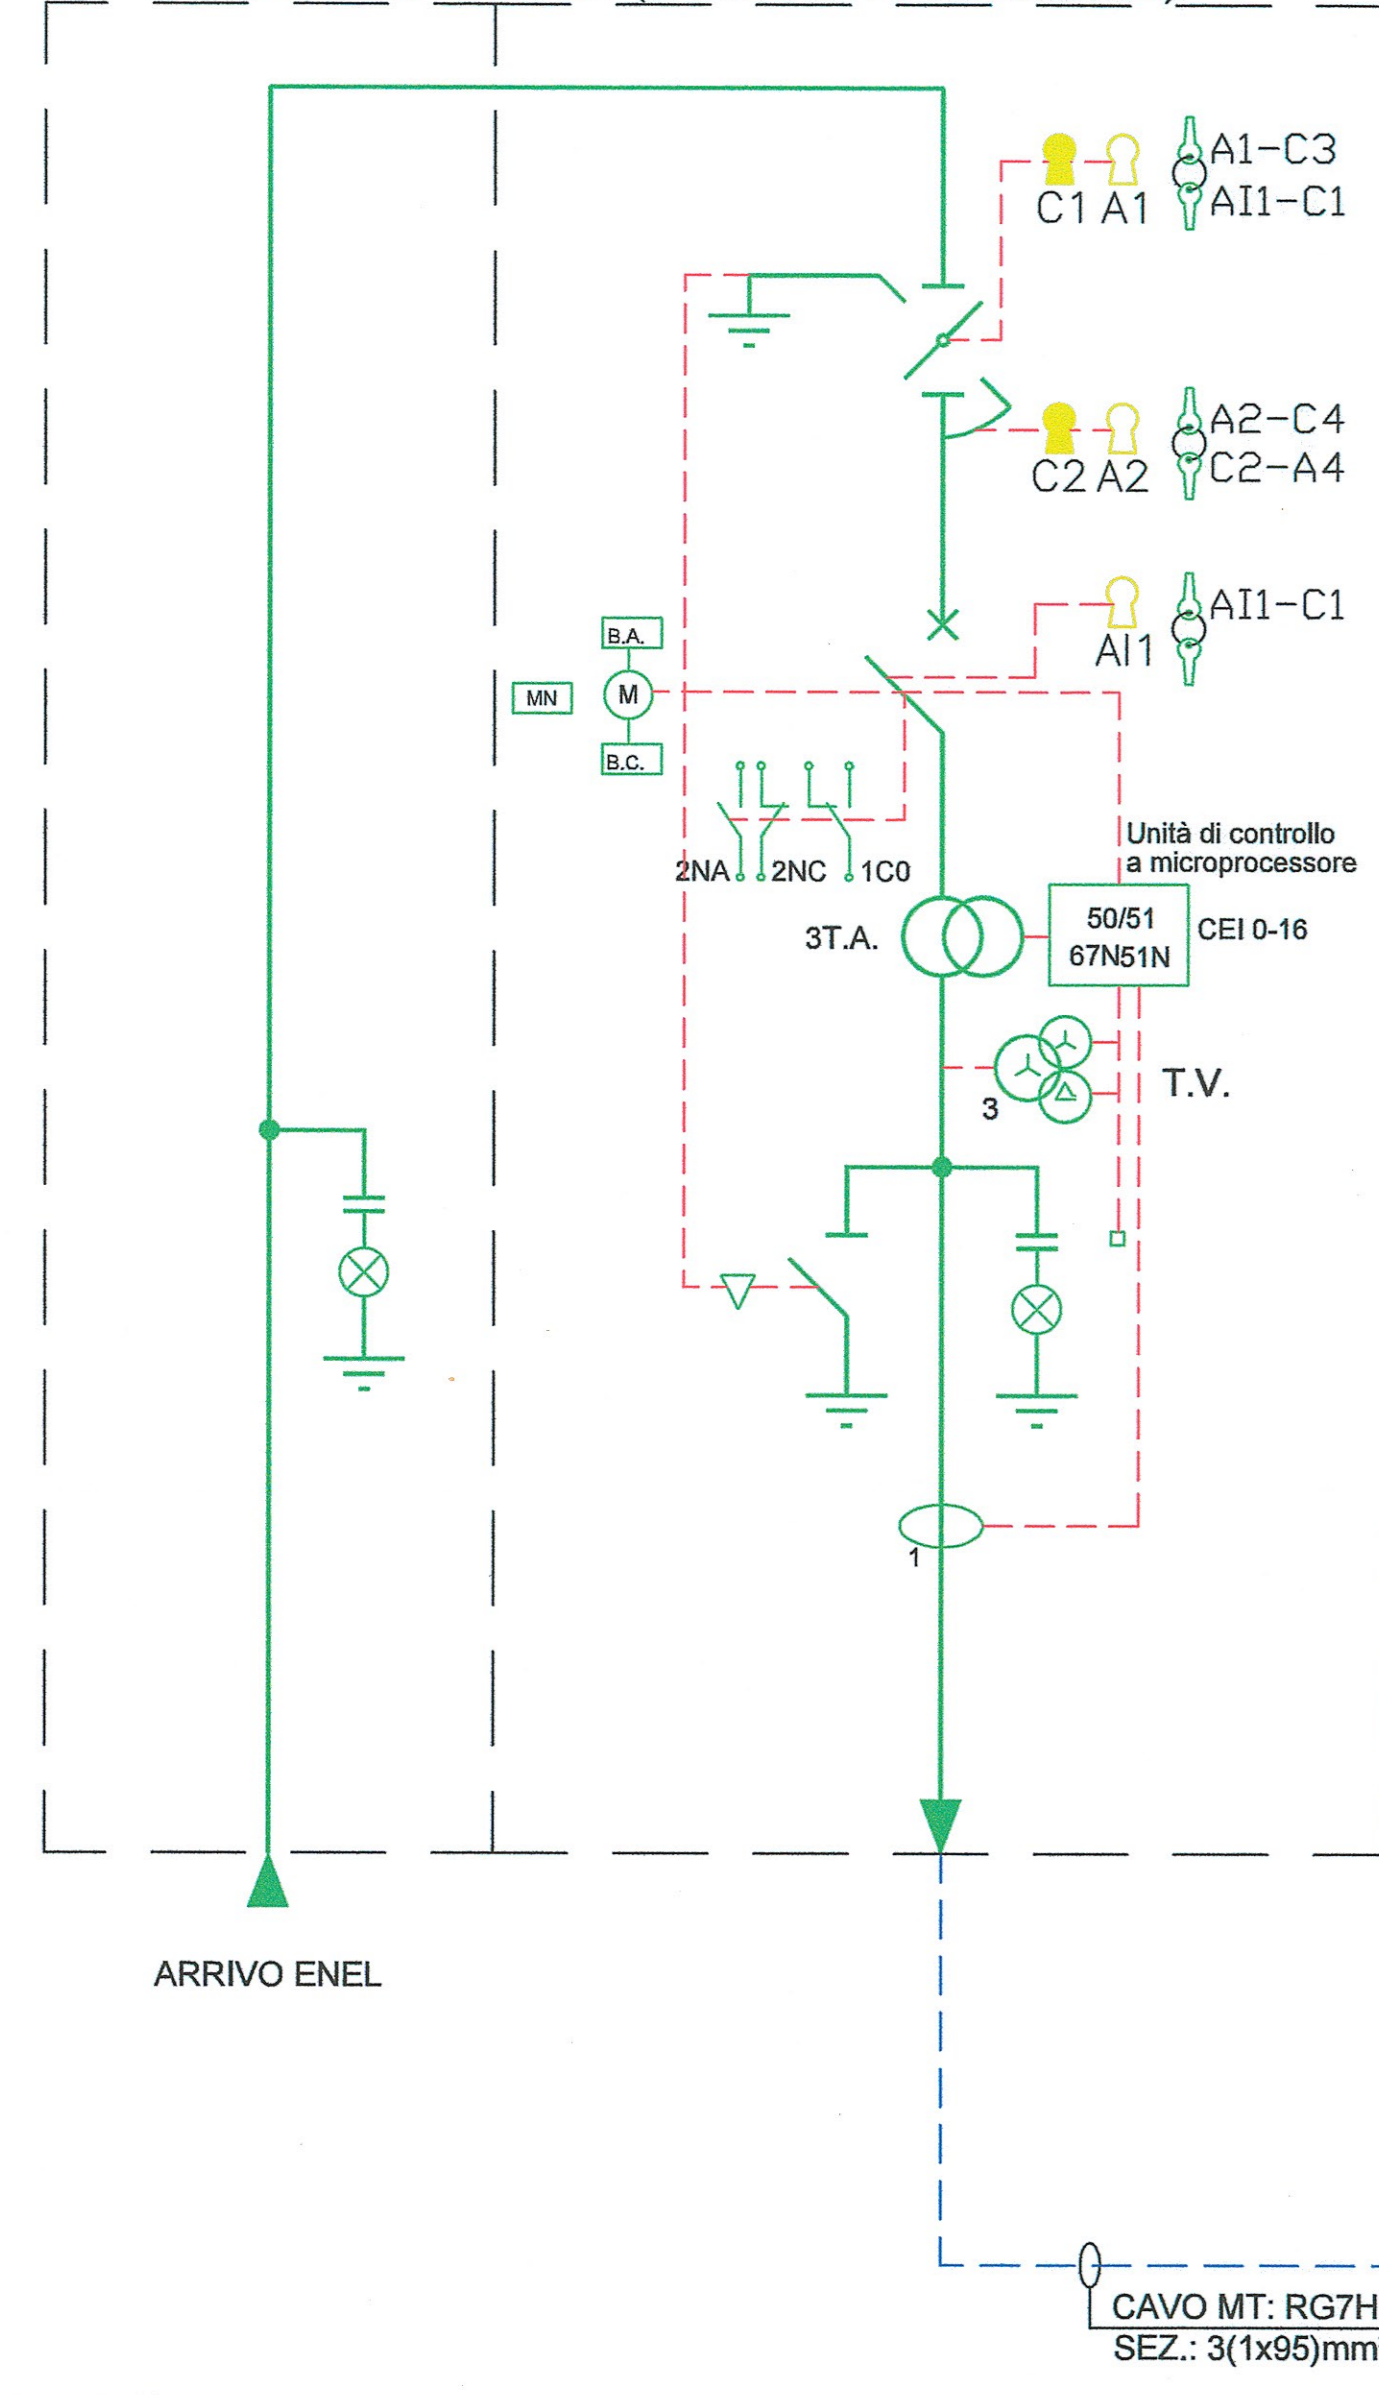 A1-C3
C1 A1
AI1-C1
A2-C4
C2 A2
C2-A4
AI1-C1
AI1
B.A.
MN
M
B.C.
Unità di controllo
a microprocessore
2NA
2NC
1C0
50/51
67N51N
CEI 0-16
3T.A.
T.V.
3
1
ARRIVO ENEL
CAVO MT: RG7H
SEZ.: 3(1x95)mm